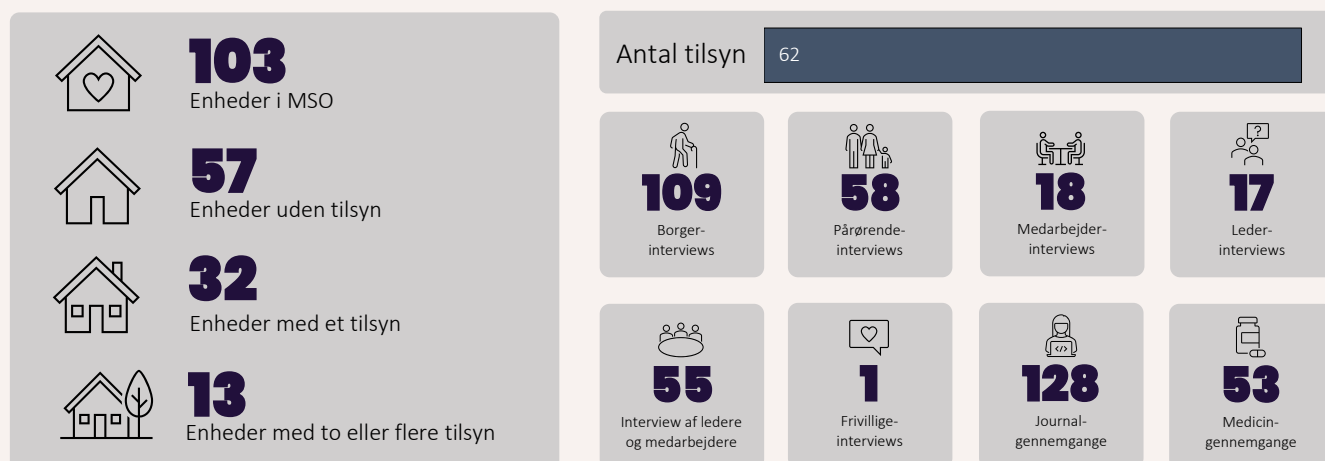 103
Enheder i MSO
57
Enheder uden tilsyn
32
Enheder med et tilsyn
13
Enheder med to eller flere tilsyn
Antal tilsyn 62
109
Borger-
interviews
58
Pårørende-
interviews
18
Medarbejder-
interviews
17
Leder-
interviews
55
Interview af ledere
og medarbejdere
1
Frivillige-
interviews
</>
128
Journal-
gennemgange
?
53
Medicin-
gennemgange